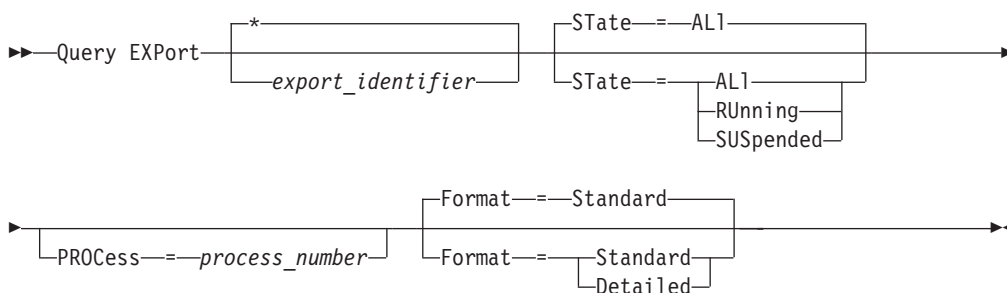 *
STate = ALl
Query EXPort
export_identifier
STate = ALl
RUnning
SUSpended
Format = Standard
PROCess = process_number
Format = Standard
Detailed